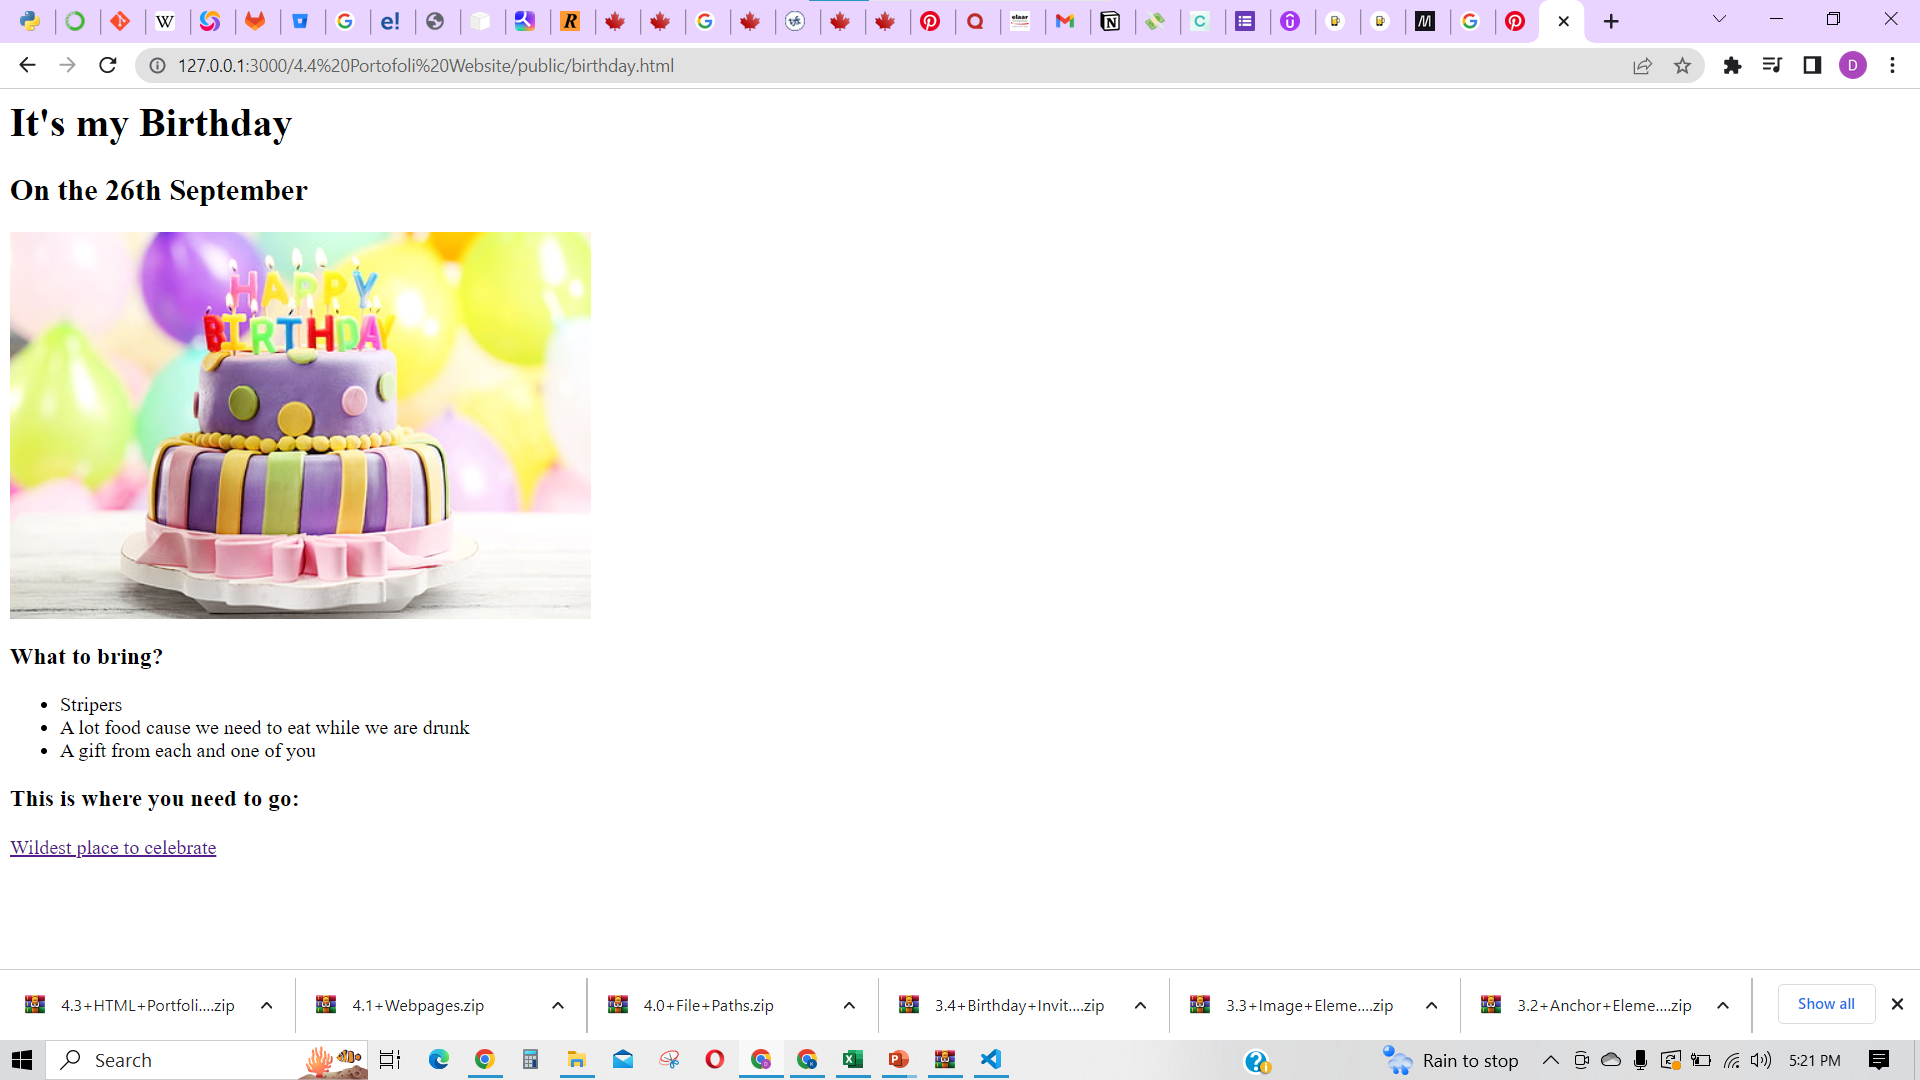 127.0.0.1:3000/4.4%20Portofoli%20Website/public/birthday.html
D
It's my Birthday
On the 26th September
HAPPY
BIRTHDAY
What to bring?
Stripers
A lot food cause we need to eat while we are drunk
A gift from each and one of you
This is where you need to go:
Wildest place to celebrate
4.3+HTML+Portfoli....zip
4.1+Webpages.zip
4.0+File+Paths.zip
3.4+Birthday+Invit....zip
3.3+Image+Eleme....zip
3.2+Anchor+Eleme....zip
Show all
Search
Rain to stop
5:21 PM